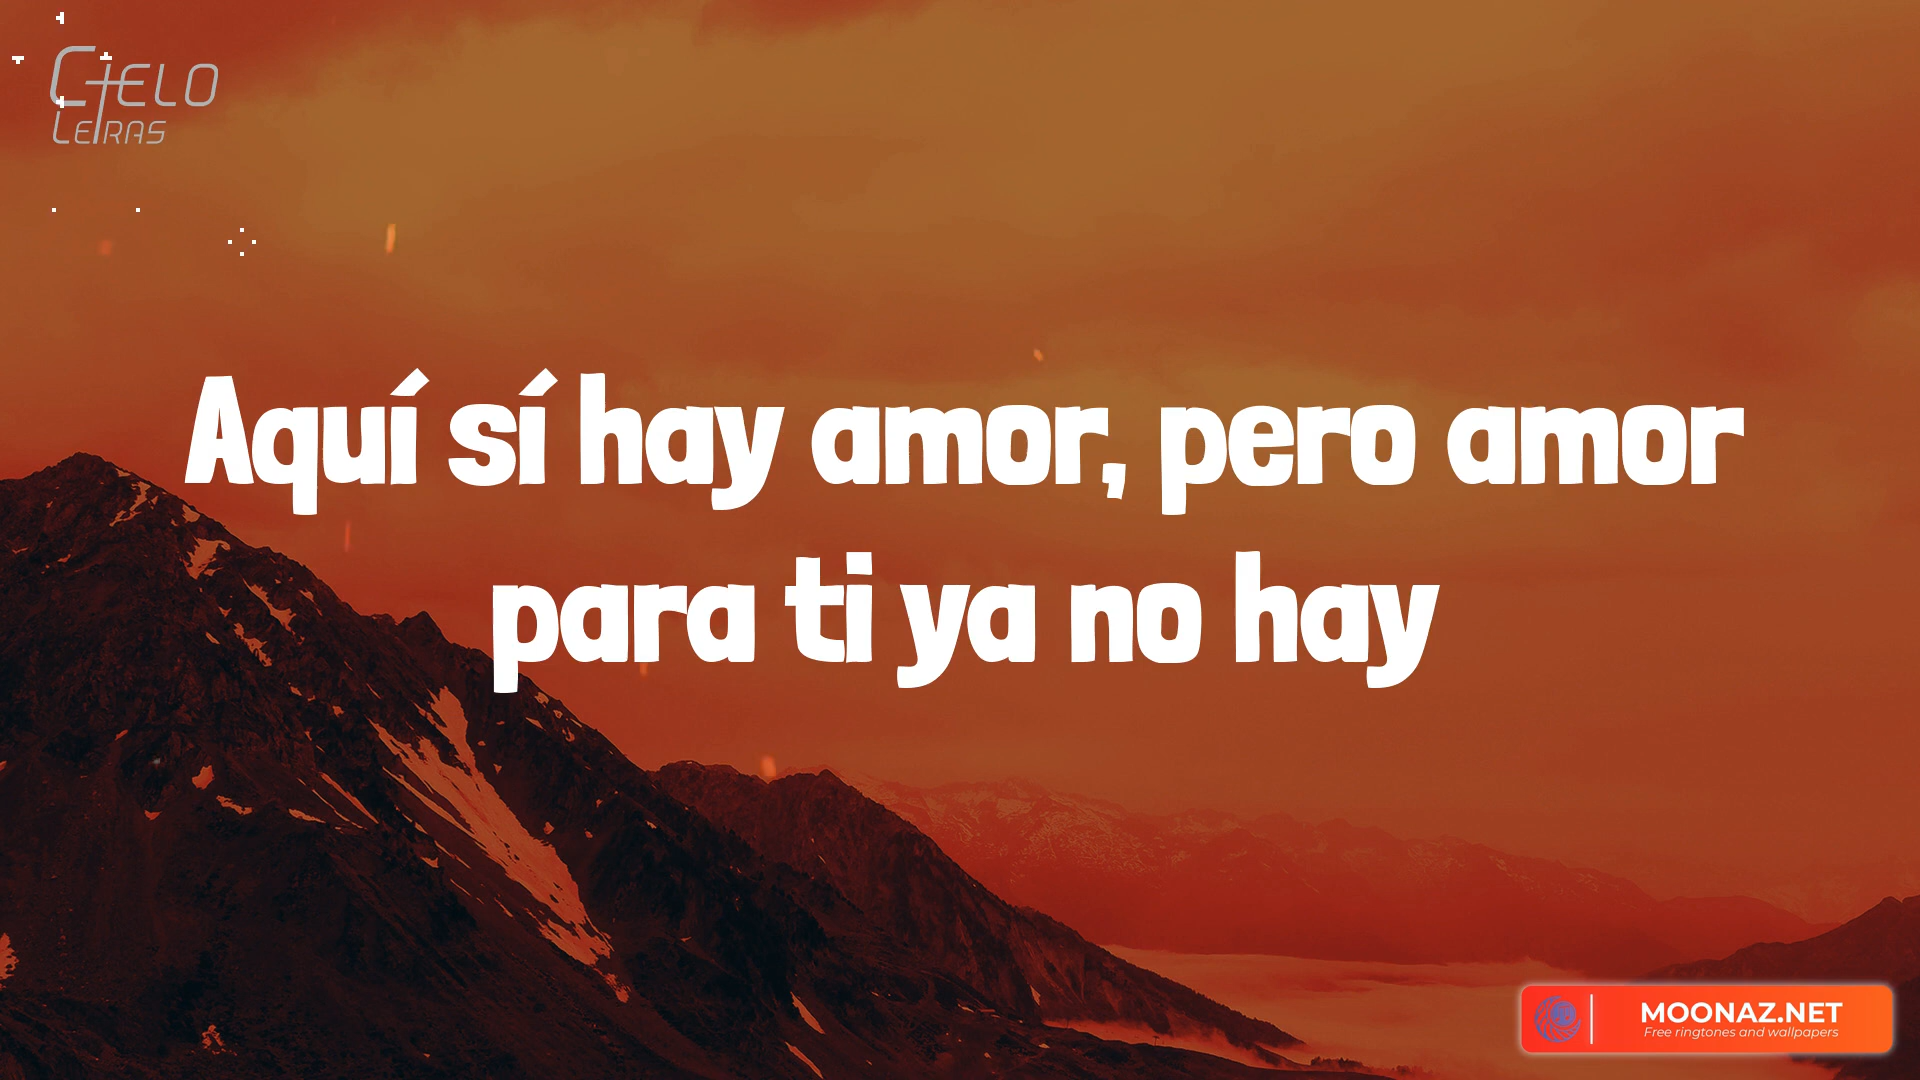 CIELO
LETRAS
Aquí sí hay amor, pero amor
para ti ya no hay
MOONAZ.NET
Free ringtones and wallpapers